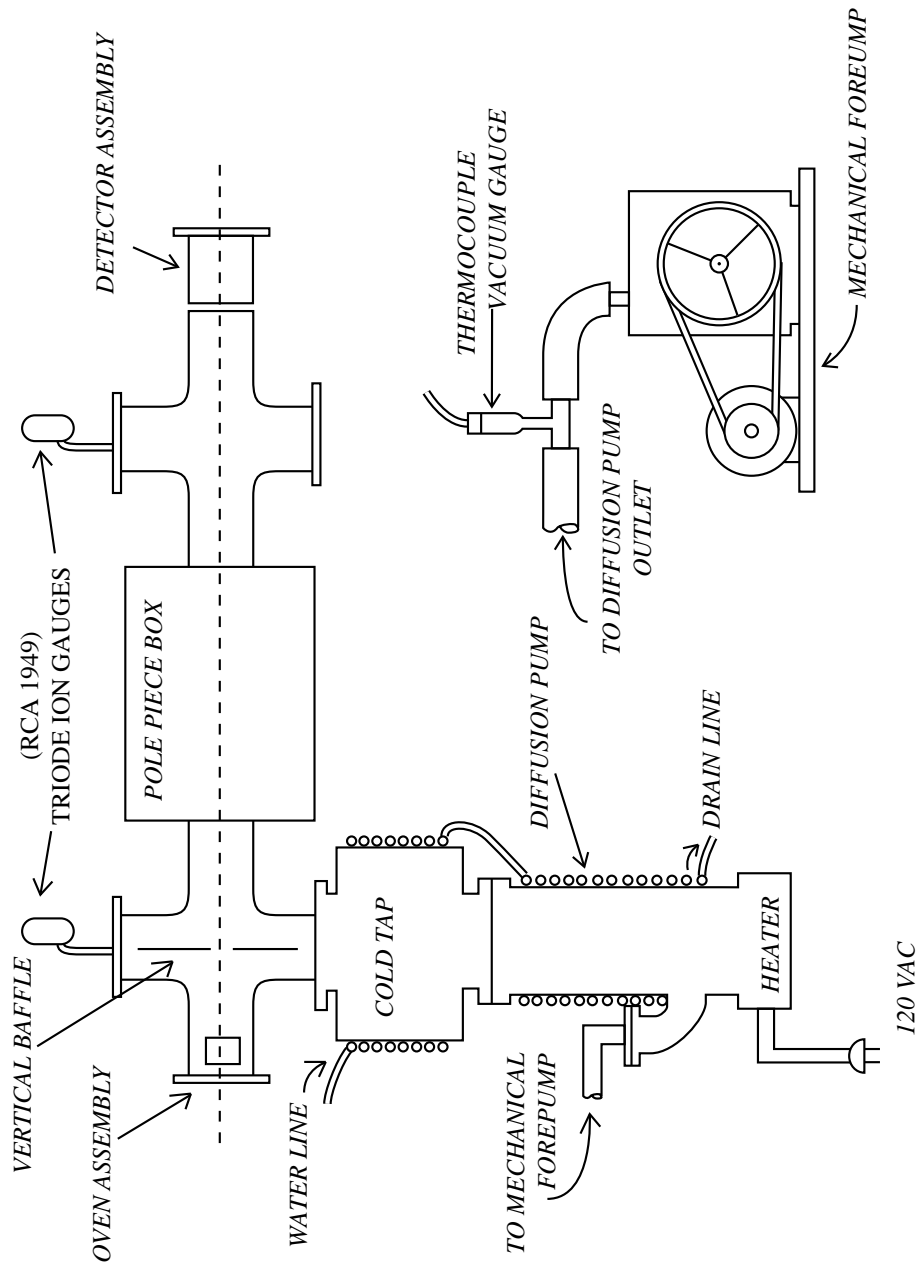 VERTICAL BAFFLE
OVEN ASSEMBLY
(RCA 1949)
TRIODE ION GAUGES
DETECTOR ASSEMBLY
POLE PIECE BOX
WATER LINE
COLD TAP
THERMOCOUPLE
VACUUM GAUGE
TO MECHANICAL
FOREPUMP
DIFFUSION PUMP
TO DIFFUSION PUMP
OUTLET
DRAIN LINE
HEATER
MECHANICAL FOREUMP
120 VAC